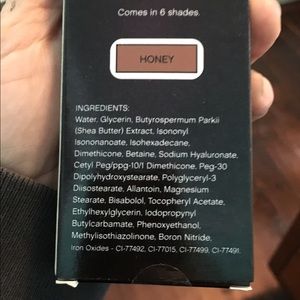 Comes in 6 shades.
HONEY
INGREDIENTS:
Water, Glycerin, Butyrospermum Parkii
(Shea Butter) Extract, Isononyl
Isononanoate, Isohexadecane,
Dimethicone, Betaine, Sodium Hyaluronate,
Cetyl Peg/ppg-10/1 Dimethicone, Peg-30
Dipolyhydroxystearate, Polyglyceryl-3
Diisostearate, Allantoin, Magnesium
Stearate, Bisabolol, Tocopheryl Acetate,
Ethylhexylglycerin, Iodopropynyl
Butylcarbamate, Phenoxyethanol,
Methylisothiazolinone, Boron Nitride,
Iron Oxides - CI-77492, CI-77015, CI-77499, CI-77491.